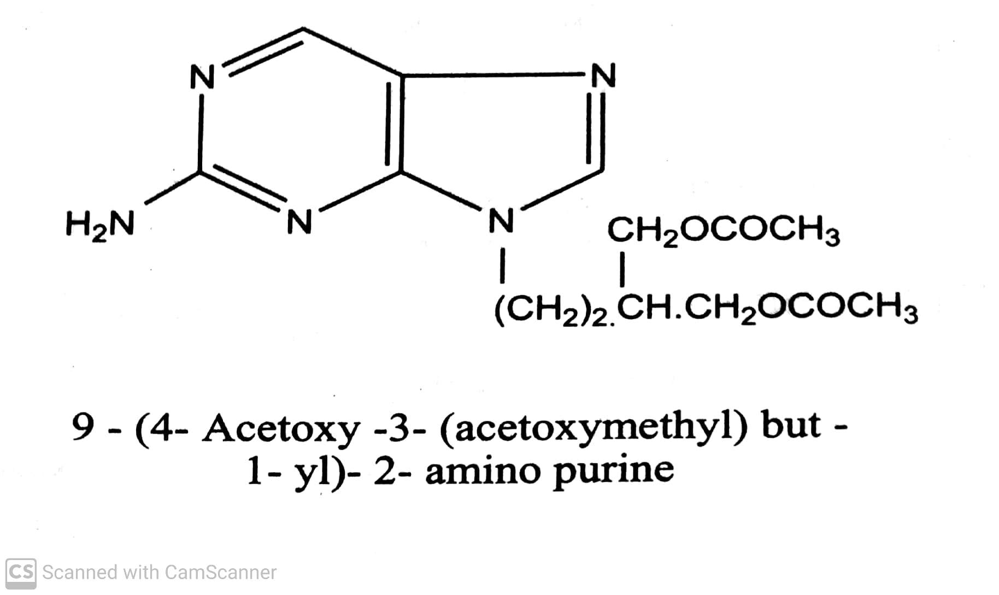 N
N
H₂N
N
N
CH₂OCOCH₃
(CH₂)₂.CH.CH₂OCOCH₃
9 - (4- Acetoxy -3- (acetoxymethyl) but -
1- yl)- 2- amino purine
CS Scanned with CamScanner